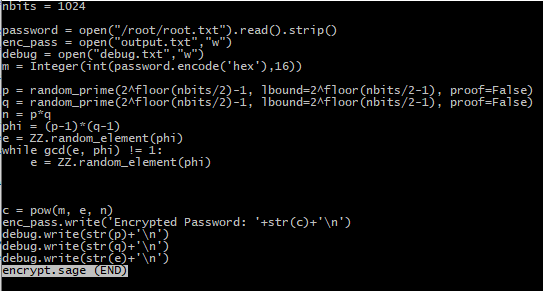 nbits = 1024
password = open("/root/root.txt").read().strip()
enc_pass = open("output.txt","w")
debug = open("debug.txt","w")
m = Integer(int(password.encode('hex'),16))
p = random_prime(2^floor(nbits/2)-1, lbound=2^floor(nbits/2-1), proof=False)
q = random_prime(2^floor(nbits/2)-1, lbound=2^floor(nbits/2-1), proof=False)
n = p*q
phi = (p-1)*(q-1)
e = ZZ.random_element(phi)
while gcd(e, phi) != 1:
    e = ZZ.random_element(phi)
c = pow(m, e, n)
enc_pass.write('Encrypted Password: '+str(c)+'\n')
debug.write(str(p)+'\n')
debug.write(str(q)+'\n')
debug.write(str(e)+'\n')
encrypt.sage (END)